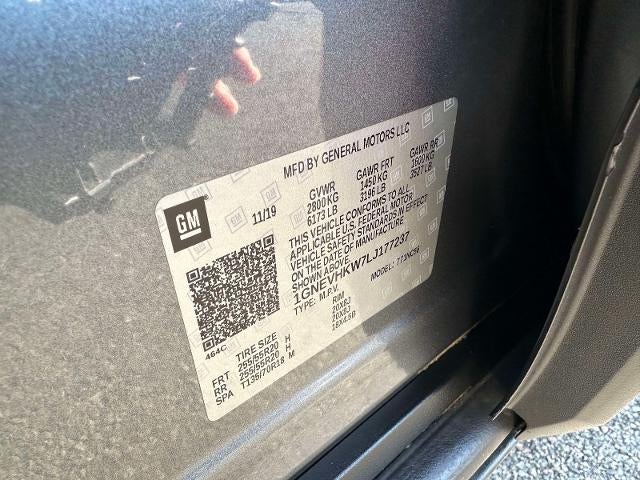 MFD BY GENERAL MOTORS LLC
GM
11/19
GVWR
2800 KG
6173 LB
GAWR FRT
1450 KG
3196 LB
GAWR RR
1600 KG
3527 LB
THIS VEHICLE CONFORMS TO ALL
APPLICABLE U.S. FEDERAL MOTOR
VEHICLE SAFETY STANDARDS IN EFFECT
ON THE DATE OF MANUFACTURE
SHOWN ABOVE.
1GNEVHKW7LJ177237
TYPE: M.P.V.
MODEL:
464C
TIRE SIZE
RIM
FRT 255/55R20 H 20X8J
RR 255/55R20 H 20X8J
SPA T135/70R18 M 18X4.5B